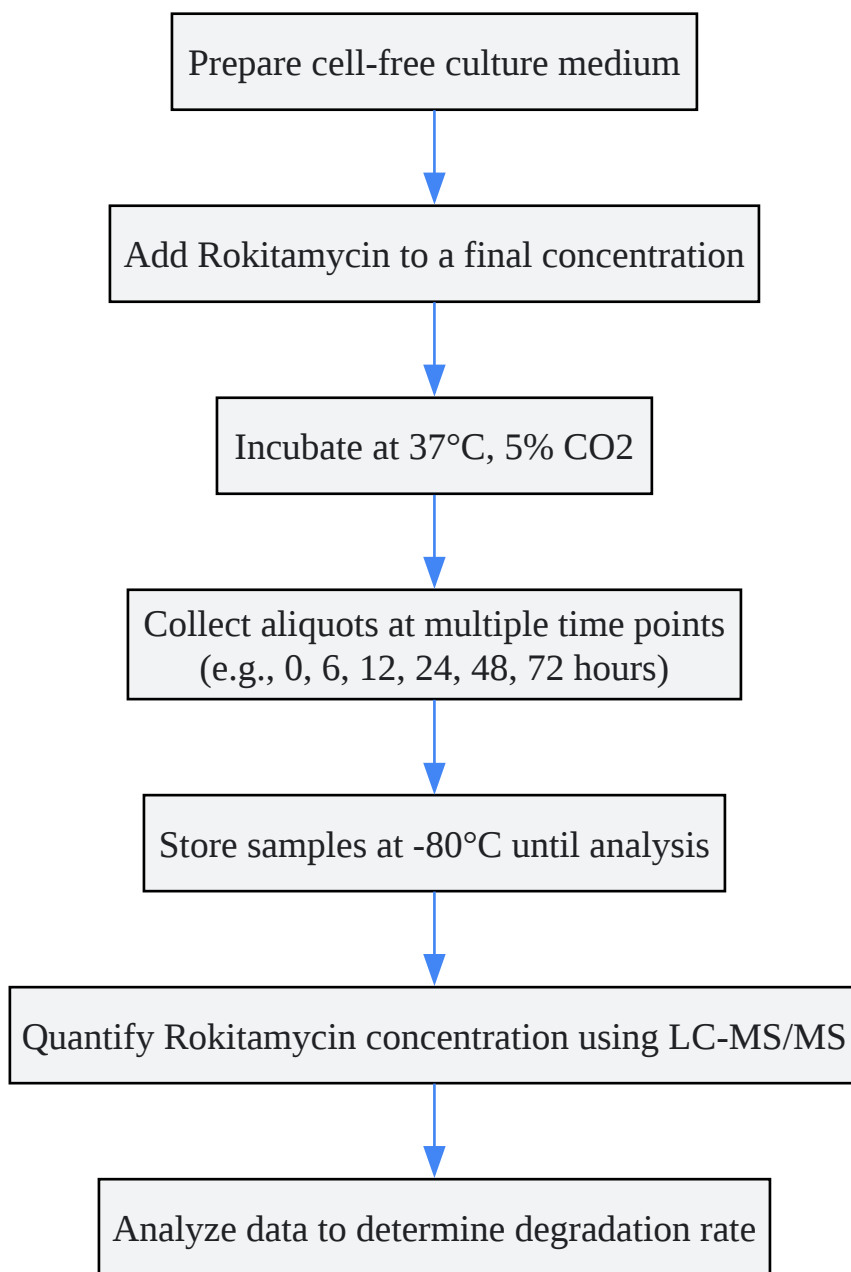 Prepare cell-free culture medium
Add Rokitamycin to a final concentration
Incubate at 37°C, 5% CO2
Collect aliquots at multiple time points
(e.g., 0, 6, 12, 24, 48, 72 hours)
Store samples at -80°C until analysis
Quantify Rokitamycin concentration using LC-MS/MS
Analyze data to determine degradation rate